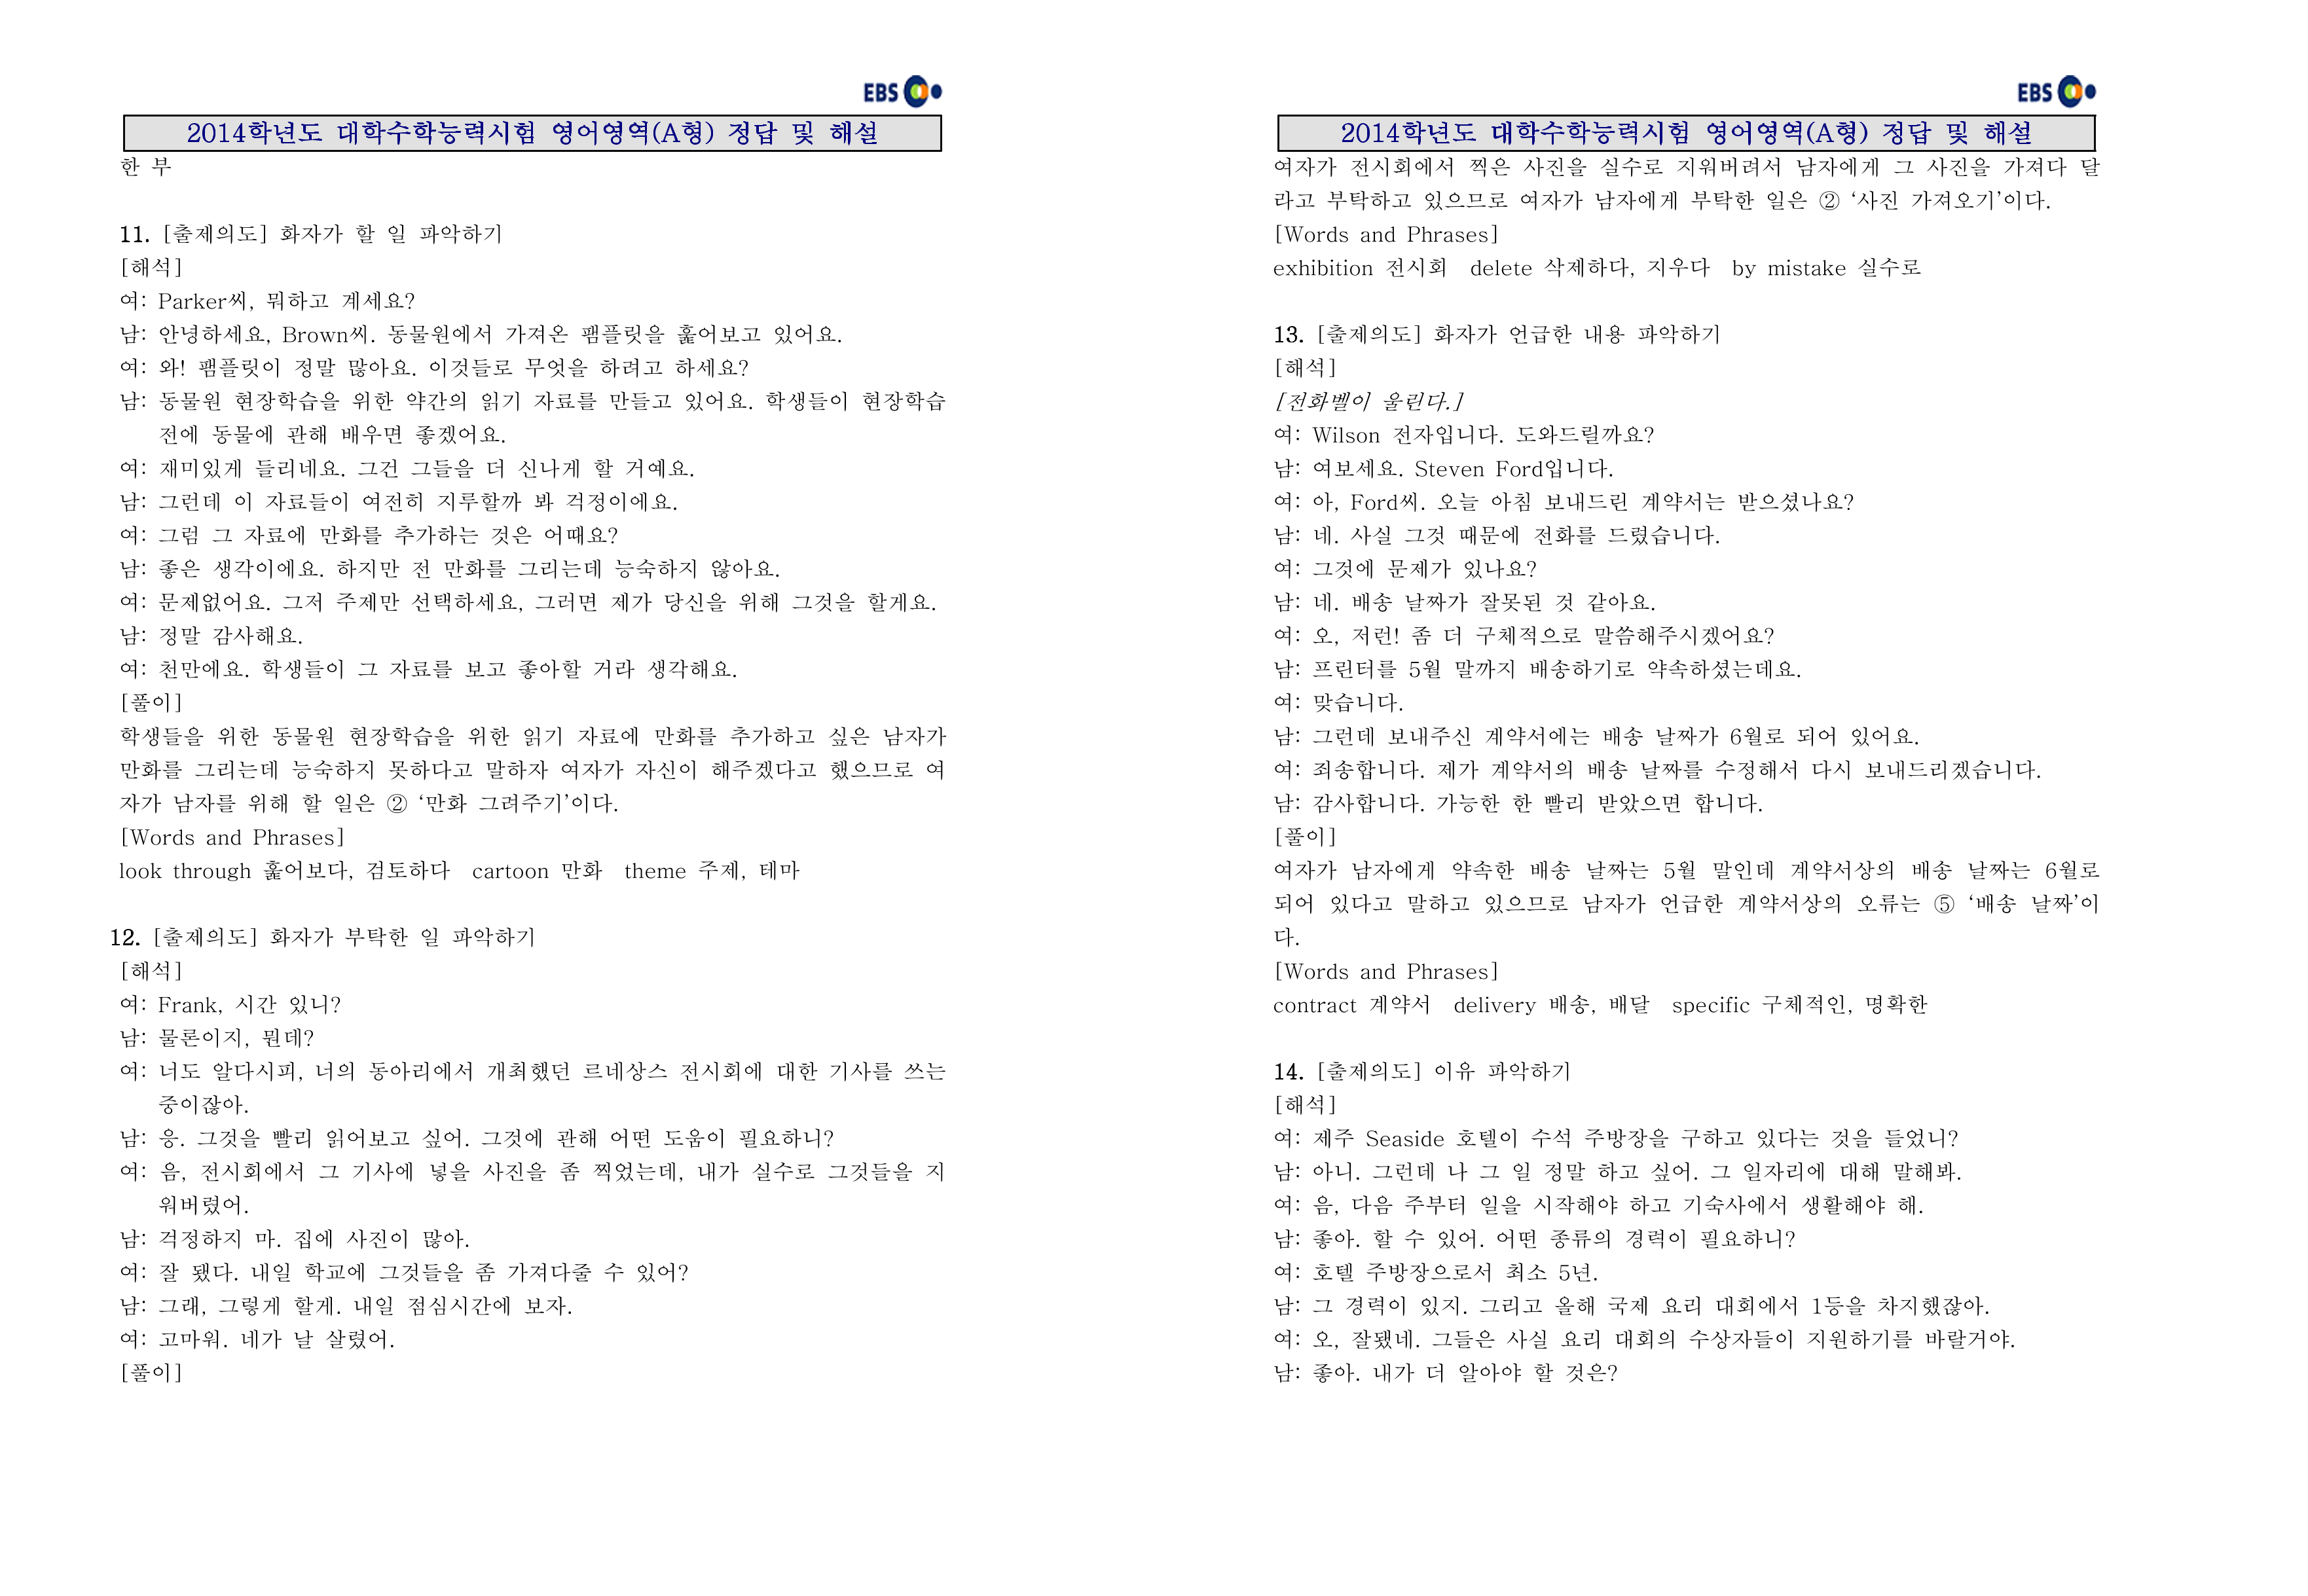 EBS
2014학년도 대학수학능력시험 영어영역(A형) 정답 및 해설
한 부
11. [출제의도] 화자가 할 일 파악하기
[해석]
여: Parker씨, 뭐하고 계세요?
남: 안녕하세요, Brown씨. 동물원에서 가져온 팸플릿을 훑어보고 있어요.
여: 와! 팸플릿이 정말 많아요. 이것들로 무엇을 하려고 하세요?
남: 동물원 현장학습을 위한 약간의 읽기 자료를 만들고 있어요. 학생들이 현장학습
전에 동물에 관해 배우면 좋겠어요.
여: 재미있게 들리네요. 그건 그들을 더 신나게 할 거예요.
남: 그런데 이 자료들이 여전히 지루할까 봐 걱정이에요.
여: 그럼 그 자료에 만화를 추가하는 것은 어때요?
남: 좋은 생각이에요. 하지만 전 만화를 그리는데 능숙하지 않아요.
여: 문제없어요. 그저 주제만 선택하세요, 그러면 제가 당신을 위해 그것을 할게요.
남: 정말 감사해요.
여: 천만에요. 학생들이 그 자료를 보고 좋아할 거라 생각해요.
[풀이]
학생들을 위한 동물원 현장학습을 위한 읽기 자료에 만화를 추가하고 싶은 남자가
만화를 그리는데 능숙하지 못하다고 말하자 여자가 자신이 해주겠다고 했으므로 여
자가 남자를 위해 할 일은 ② ‘만화 그려주기’이다.
[Words and Phrases]
look through 훑어보다, 검토하다 cartoon 만화 theme 주제, 테마
12. [출제의도] 화자가 부탁한 일 파악하기
[해석]
여: Frank, 시간 있니?
남: 물론이지, 뭔데?
여: 너도 알다시피, 너의 동아리에서 개최했던 르네상스 전시회에 대한 기사를 쓰는
중이잖아.
남: 응. 그것을 빨리 읽어보고 싶어. 그것에 관해 어떤 도움이 필요하니?
여: 음, 전시회에서 그 기사에 넣을 사진을 좀 찍었는데, 내가 실수로 그것들을 지
워버렸어.
남: 걱정하지 마. 집에 사진이 많아.
여: 잘 됐다. 내일 학교에 그것들을 좀 가져다줄 수 있어?
남: 그래, 그렇게 할게. 내일 점심시간에 보자.
여: 고마워. 네가 날 살렸어.
[풀이]
EBS
2014학년도 대학수학능력시험 영어영역(A형) 정답 및 해설
여자가 전시회에서 찍은 사진을 실수로 지워버려서 남자에게 그 사진을 가져다 달
라고 부탁하고 있으므로 여자가 남자에게 부탁한 일은 ② ‘사진 가져오기’이다.
[Words and Phrases]
exhibition 전시회 delete 삭제하다, 지우다 by mistake 실수로
13. [출제의도] 화자가 언급한 내용 파악하기
[해석]
[전화벨이 울린다.]
여: Wilson 전자입니다. 도와드릴까요?
남: 여보세요. Steven Ford입니다.
여: 아, Ford씨. 오늘 아침 보내드린 계약서는 받으셨나요?
남: 네. 사실 그것 때문에 전화를 드렸습니다.
여: 그것에 문제가 있나요?
남: 네. 배송 날짜가 잘못된 것 같아요.
여: 오, 저런! 좀 더 구체적으로 말씀해주시겠어요?
남: 프린터를 5월 말까지 배송하기로 약속하셨는데요.
여: 맞습니다.
남: 그런데 보내주신 계약서에는 배송 날짜가 6월로 되어 있어요.
여: 죄송합니다. 제가 계약서의 배송 날짜를 수정해서 다시 보내드리겠습니다.
남: 감사합니다. 가능한 한 빨리 받았으면 합니다.
[풀이]
여자가 남자에게 약속한 배송 날짜는 5월 말인데 계약서상의 배송 날짜는 6월로
되어 있다고 말하고 있으므로 남자가 언급한 계약서상의 오류는 ⑤ ‘배송 날짜’이
다.
[Words and Phrases]
contract 계약서 delivery 배송, 배달 specific 구체적인, 명확한
14. [출제의도] 이유 파악하기
[해석]
여: 제주 Seaside 호텔이 수석 주방장을 구하고 있다는 것을 들었니?
남: 아니. 그런데 나 그 일 정말 하고 싶어. 그 일자리에 대해 말해봐.
여: 음, 다음 주부터 일을 시작해야 하고 기숙사에서 생활해야 해.
남: 좋아. 할 수 있어. 어떤 종류의 경력이 필요하니?
여: 호텔 주방장으로서 최소 5년.
남: 그 경력이 있지. 그리고 올해 국제 요리 대회에서 1등을 차지했잖아.
여: 오, 잘됐네. 그들은 사실 요리 대회의 수상자들이 지원하기를 바랄거야.
남: 좋아. 내가 더 알아야 할 것은?